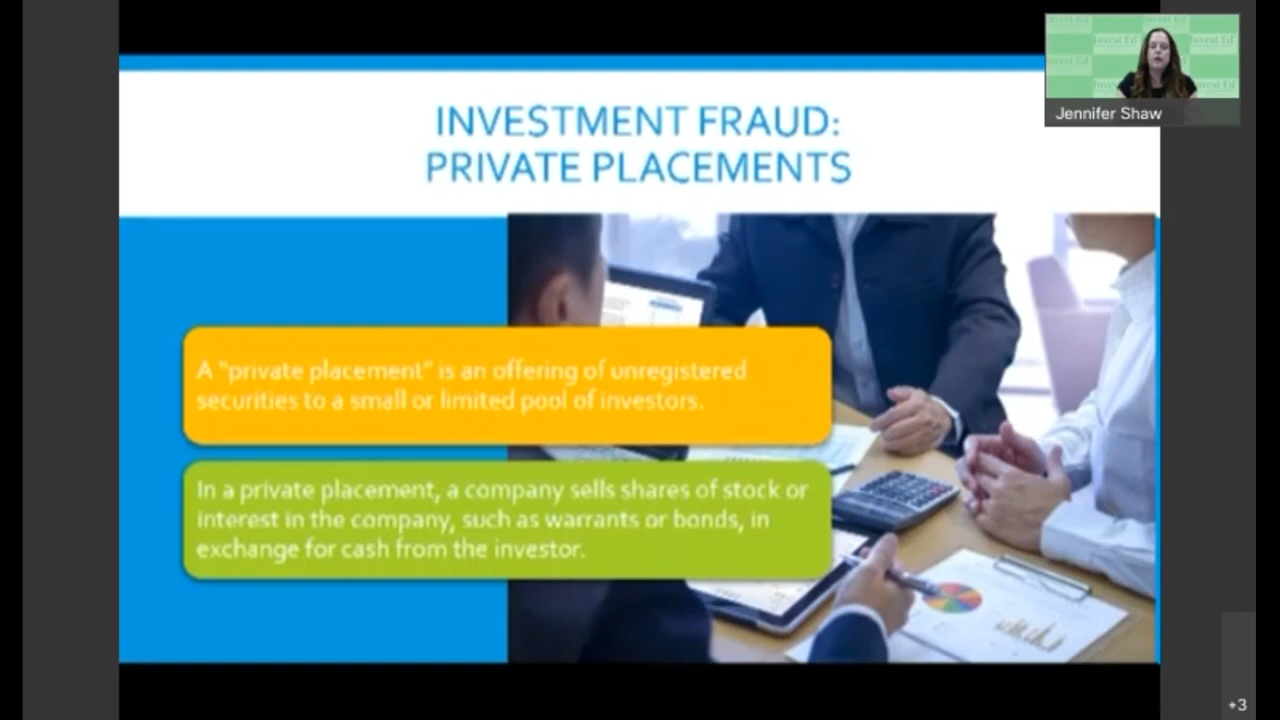 INVESTMENT FRAUD:
PRIVATE PLACEMENTS
A "private placement" is an offering of unregistered
securities to a small or limited pool of investors.
In a private placement, a company sells shares of stock or
interest in the company, such as warrants or bonds, in
exchange for cash from the investor.
Invest Ed
Jennifer Shaw
+3